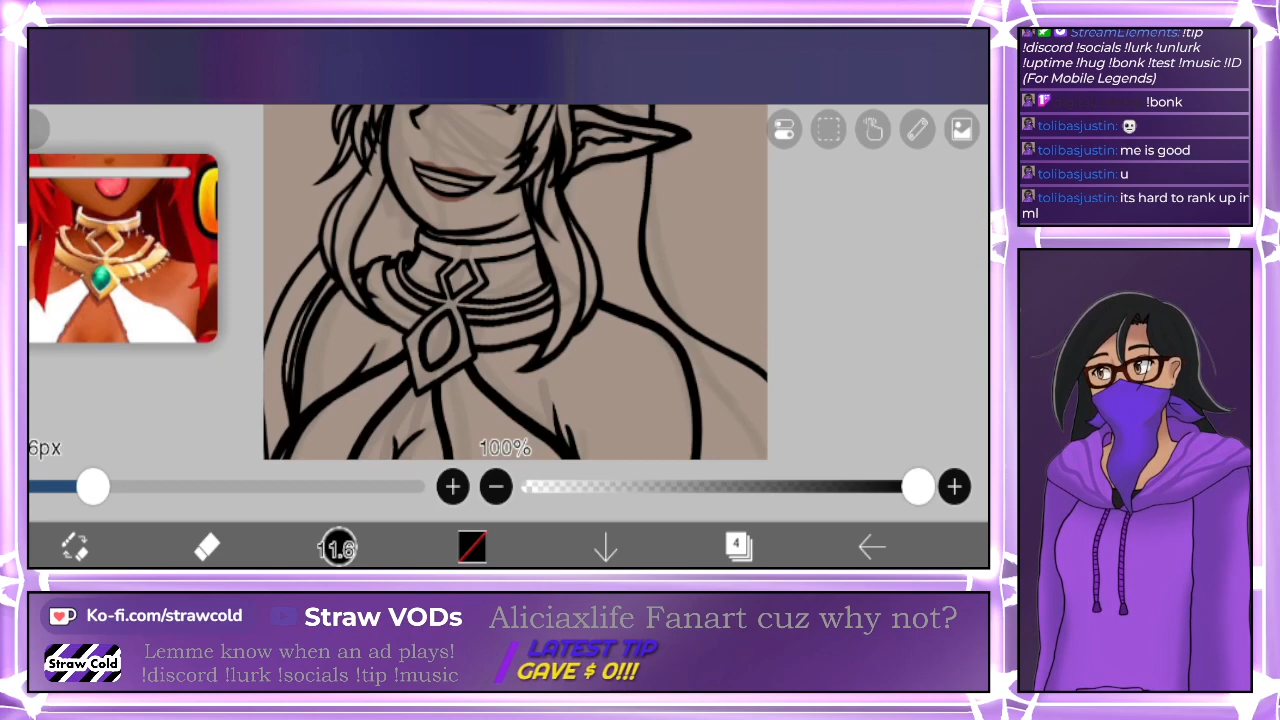 StreamElements: !tip
!discord !socials !lurk !unlurk
!uptime !hug !bonk !test !music !ID
(For Mobile Legends)
!bonk
tolibasjustin:
tolibasjustin: me is good
tolibasjustin: u
tolibasjustin: its hard to rank up in
ml
6px
100%
11.6
4
Ko-fi.com/strawcold
Straw VODs
Aliciaxlife Fanart cuz why not?
Straw Cold
Lemme know when an ad plays!
!discord !lurk !socials !tip !music
LATEST TIP
GAVE $ 0!!!